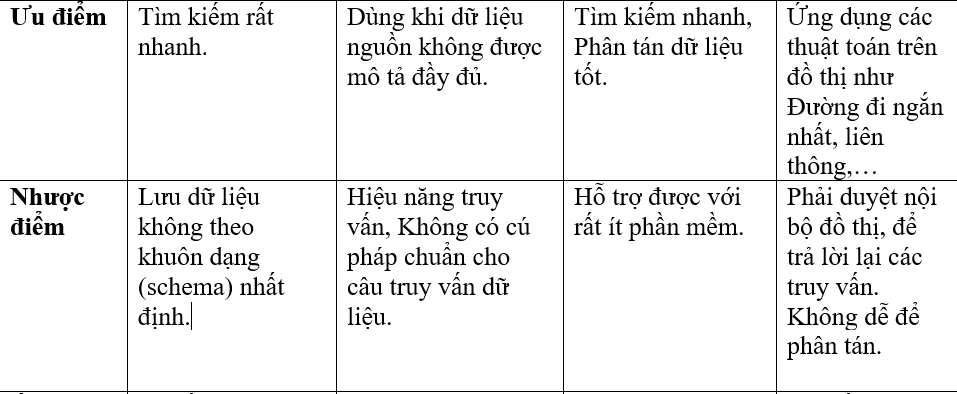 Ưu điểm
Tìm kiếm rất
nhanh.
Dùng khi dữ liệu
nguồn không được
mô tả đầy đủ.
Tìm kiếm nhanh,
Phân tán dữ liệu
tốt.
Ứng dụng các
thuật toán trên
đồ thị như
Đường đi ngắn
nhất, liên
thông,…
Nhược
điểm
Lưu dữ liệu
không theo
khuôn dạng
(schema) nhất
định.
Hiệu năng truy
vấn, Không có cú
pháp chuẩn cho
câu truy vấn dữ
liệu.
Hỗ trợ được với
rất ít phần mềm.
Phải duyệt nội
bộ đồ thị, để
trả lời lại các
truy vấn.
Không dễ để
phân tán.